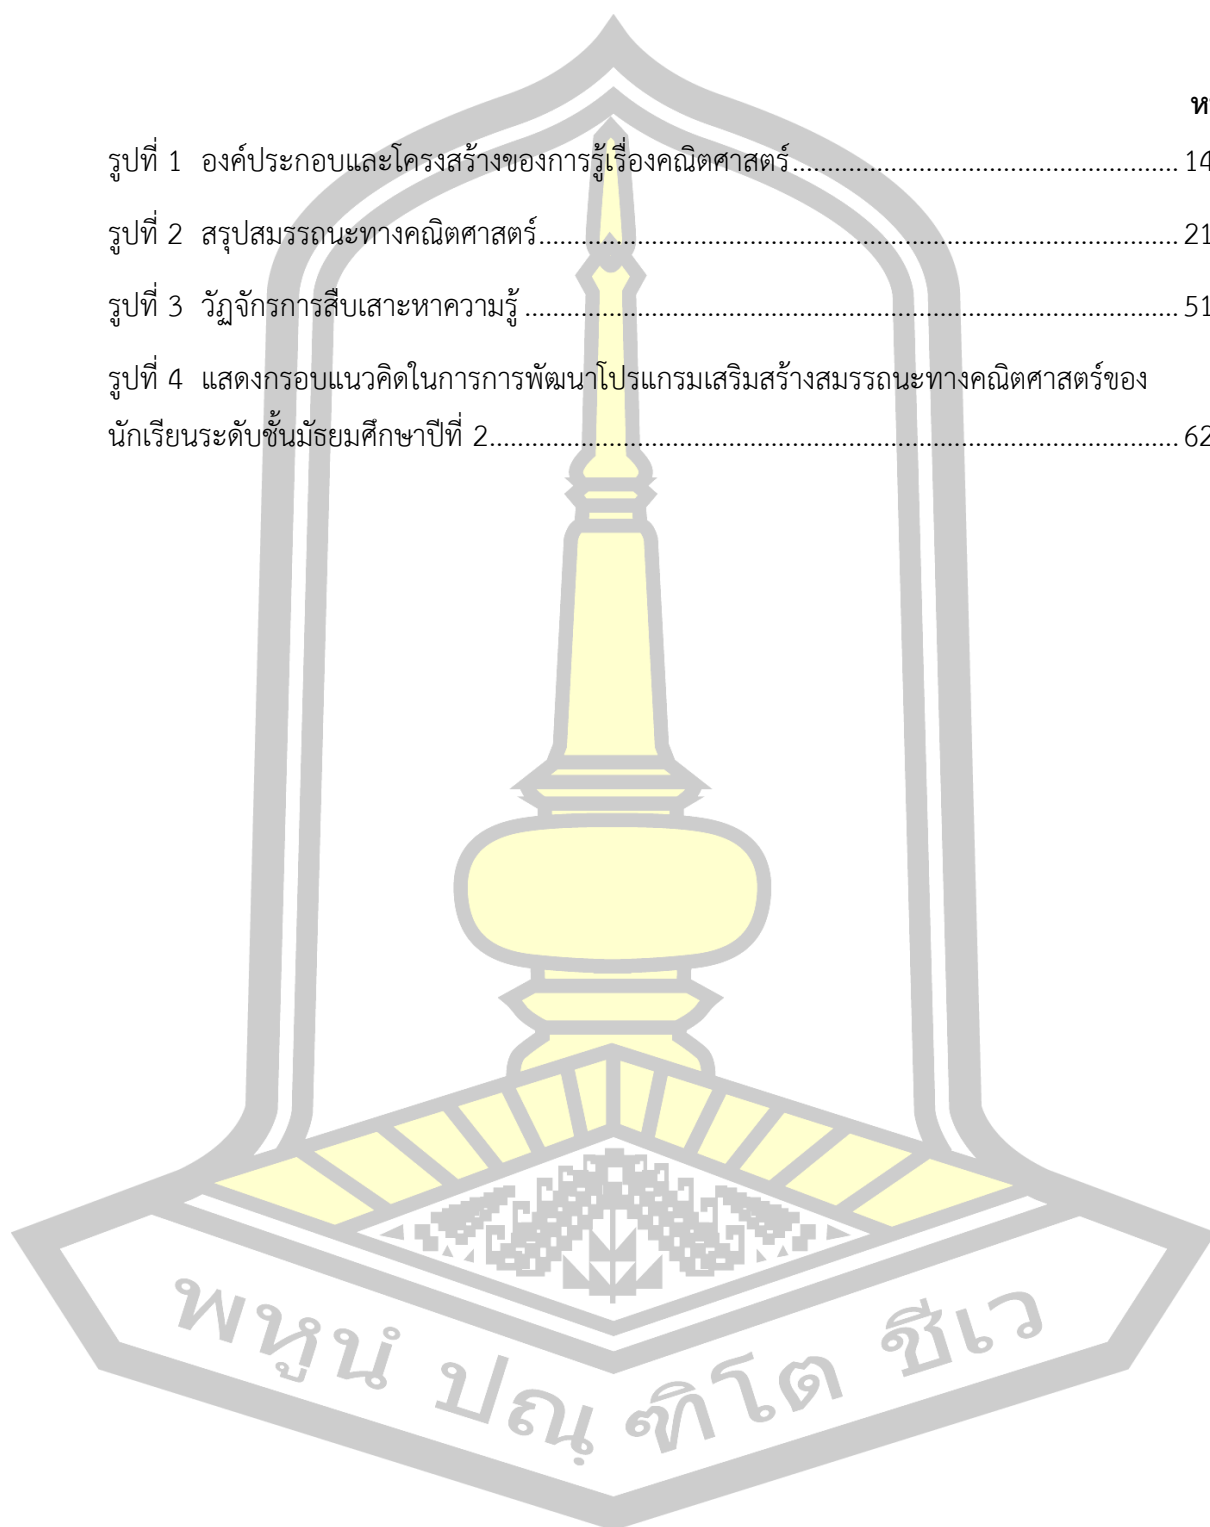 ห
รูปที่ 1 องค์ประกอบและโครงสร้างของการรู้เรื่องคณิตศาสตร์ 14
รูปที่ 2 สรุปสมรรถนะทางคณิตศาสตร์ 21
รูปที่ 3 วัฏจักรการสืบเสาะหาความรู้ 51
รูปที่ 4 แสดงกรอบแนวคิดในการการพัฒนาโปรแกรมเสริมสร้างสมรรถนะทางคณิตศาสตร์ของ
นักเรียนระดับชั้นมัธยมศึกษาปีที่ 2 62
พหูนํ ปณฺฑิโต ชีเว